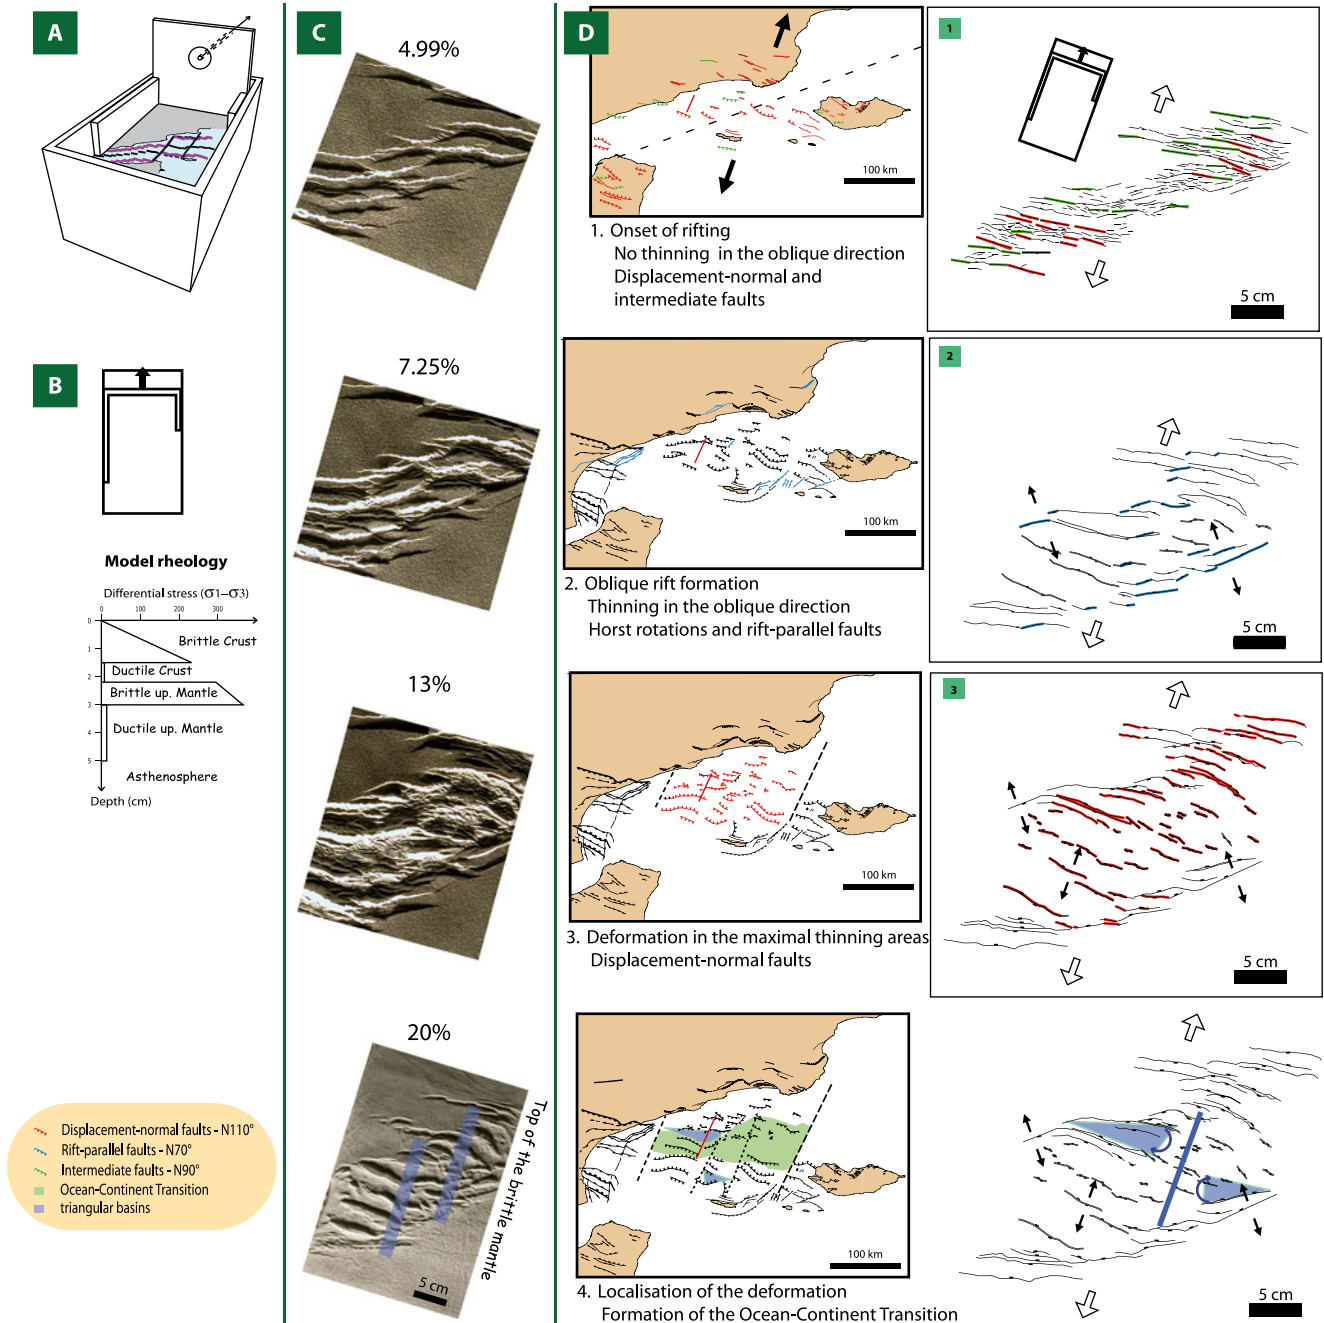 A
B
Model rheology
Differential stress (σ1–σ3)
0 100 200 300
0
1
2
3
4
5
Brittle Crust
Ductile Crust
Brittle up. Mantle
Ductile up. Mantle
Asthenosphere
Depth (cm)
Displacement-normal faults - N110°
Rift-parallel faults - N70°
Intermediate faults - N90°
Ocean-Continent Transition
triangular basins
C
4.99%
7.25%
13%
20%
Top of the brittle mantle
5 cm
D
100 km
1. Onset of rifting
No thinning in the oblique direction
Displacement-normal and
intermediate faults
1
5 cm
100 km
2. Oblique rift formation
Thinning in the oblique direction
Horst rotations and rift-parallel faults
2
5 cm
100 km
3. Deformation in the maximal thinning areas
Displacement-normal faults
3
5 cm
100 km
4. Localisation of the deformation
Formation of the Ocean-Continent Transition
5 cm